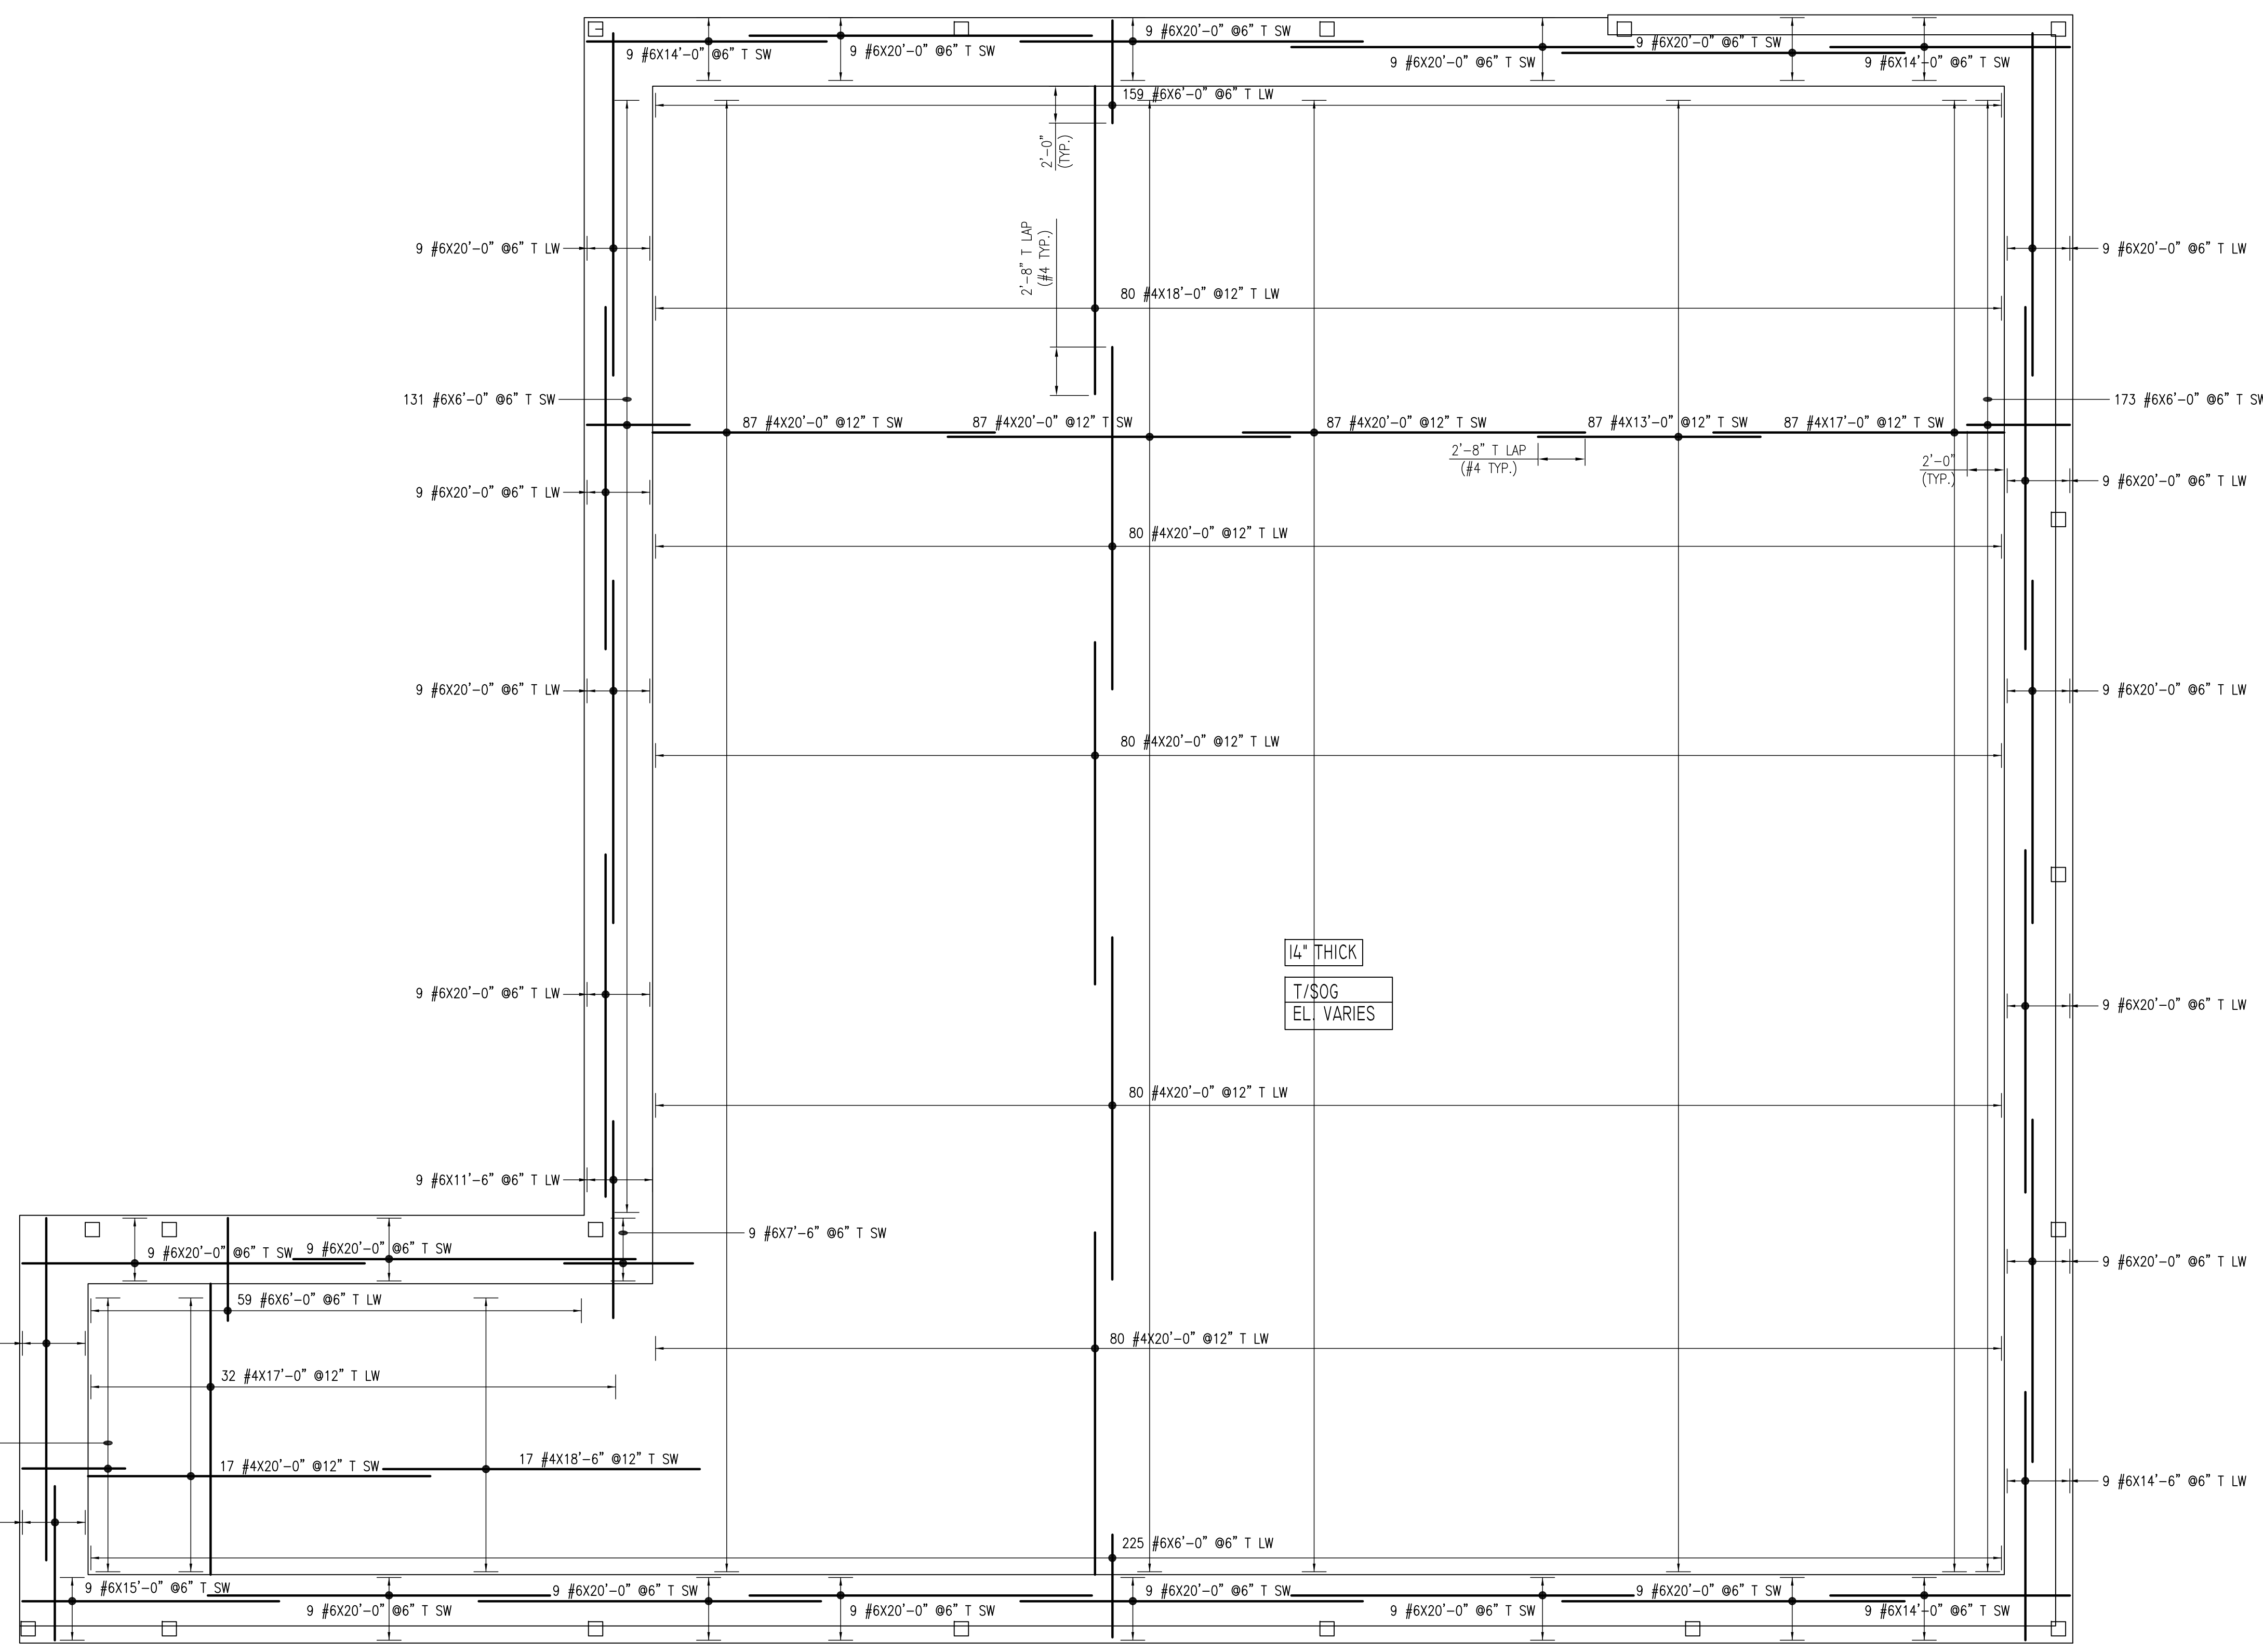 9 #6X20'-0" @6" T SW
9 #6X20'-0" @6" T SW
9 #6X14'-0" @6" T SW
9 #6X20'-0" @6" T SW
9 #6X20'-0" @6" T SW
9 #6X14'-0" @6" T SW
159 #6X6'-0" @6" T LW
2'-0"
(TYP.)
2'-8" T LAP
(#4 TYP.)
9 #6X20'-0" @6" T LW
9 #6X20'-0" @6" T LW
80 #4X18'-0" @12" T LW
131 #6X6'-0" @6" T SW
173 #6X6'-0" @6" T SW
87 #4X20'-0" @12" T SW
87 #4X20'-0" @12" T SW
87 #4X20'-0" @12" T SW
87 #4X13'-0" @12" T SW
87 #4X17'-0" @12" T SW
2'-8" T LAP
(#4 TYP.)
2'-0"
(TYP.)
9 #6X20'-0" @6" T LW
9 #6X20'-0" @6" T LW
80 #4X20'-0" @12" T LW
9 #6X20'-0" @6" T LW
9 #6X20'-0" @6" T LW
80 #4X20'-0" @12" T LW
14" THICK
T/SOG
EL. VARIES
9 #6X20'-0" @6" T LW
9 #6X20'-0" @6" T LW
80 #4X20'-0" @12" T LW
9 #6X11'-6" @6" T LW
9 #6X7'-6" @6" T SW
9 #6X20'-0" @6" T SW
9 #6X20'-0" @6" T SW
9 #6X20'-0" @6" T LW
59 #6X6'-0" @6" T LW
80 #4X20'-0" @12" T LW
32 #4X17'-0" @12" T LW
17 #4X20'-0" @12" T SW
17 #4X18'-6" @12" T SW
9 #6X14'-6" @6" T LW
225 #6X6'-0" @6" T LW
9 #6X15'-0" @6" T SW
9 #6X20'-0" @6" T SW
9 #6X20'-0" @6" T SW
9 #6X20'-0" @6" T SW
9 #6X20'-0" @6" T SW
9 #6X20'-0" @6" T SW
9 #6X20'-0" @6" T SW
9 #6X14'-0" @6" T SW